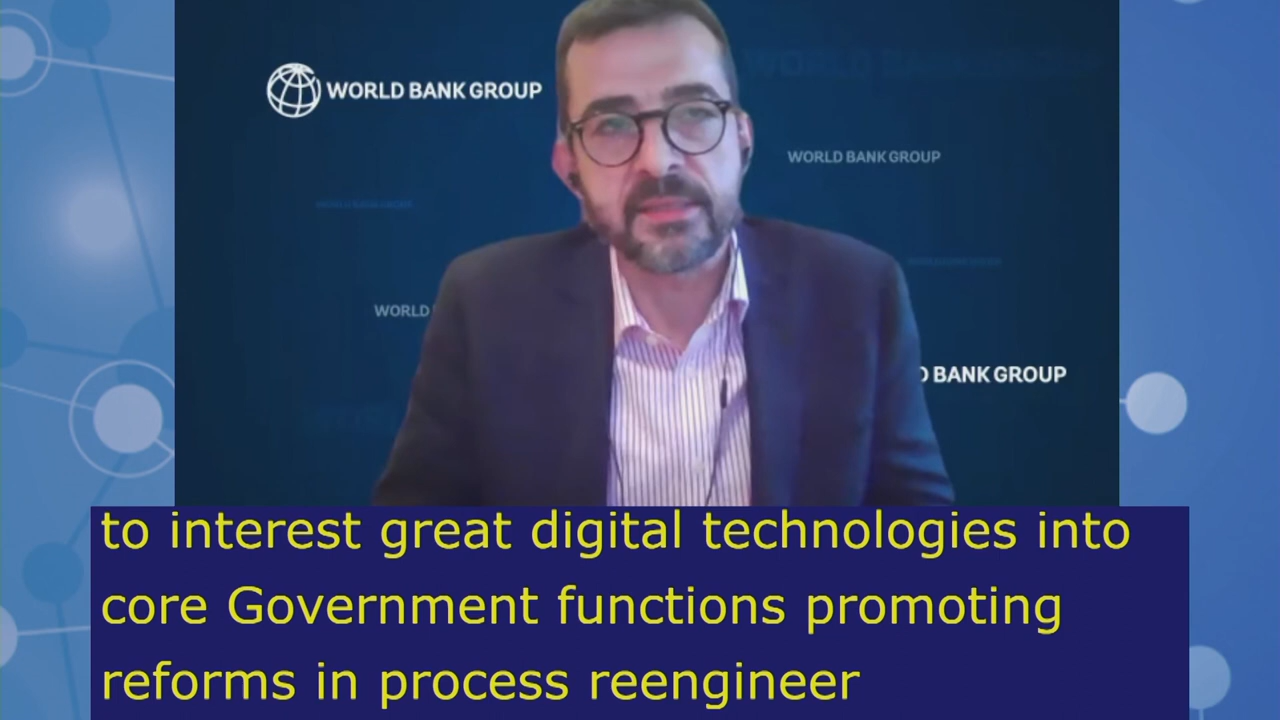 WORLD BANK GROUP
WORLD BANK GROUP
WORLD
BANK GROUP
to interest great digital technologies into
core Government functions promoting
reforms in process reengineer